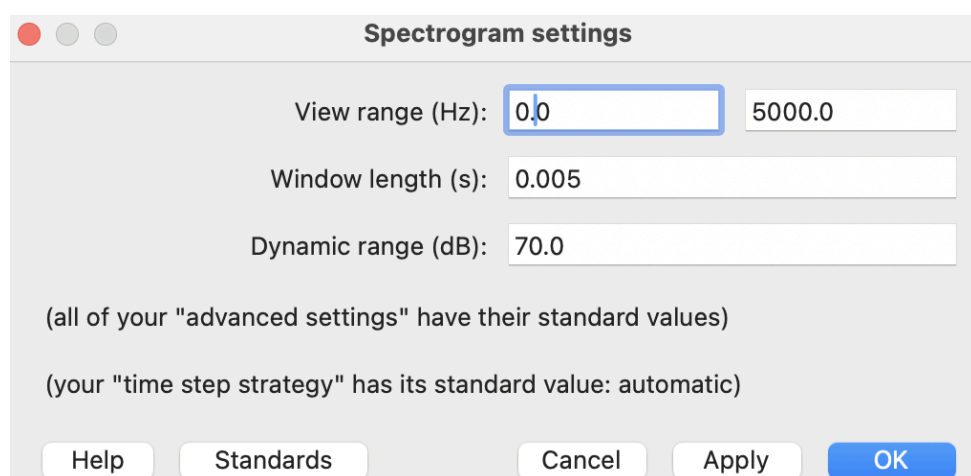 Spectrogram settings
View range (Hz): 0.0 5000.0
Window length (s): 0.005
Dynamic range (dB): 70.0
(all of your "advanced settings" have their standard values)
(your "time step strategy" has its standard value: automatic)
Help Standards Cancel Apply OK